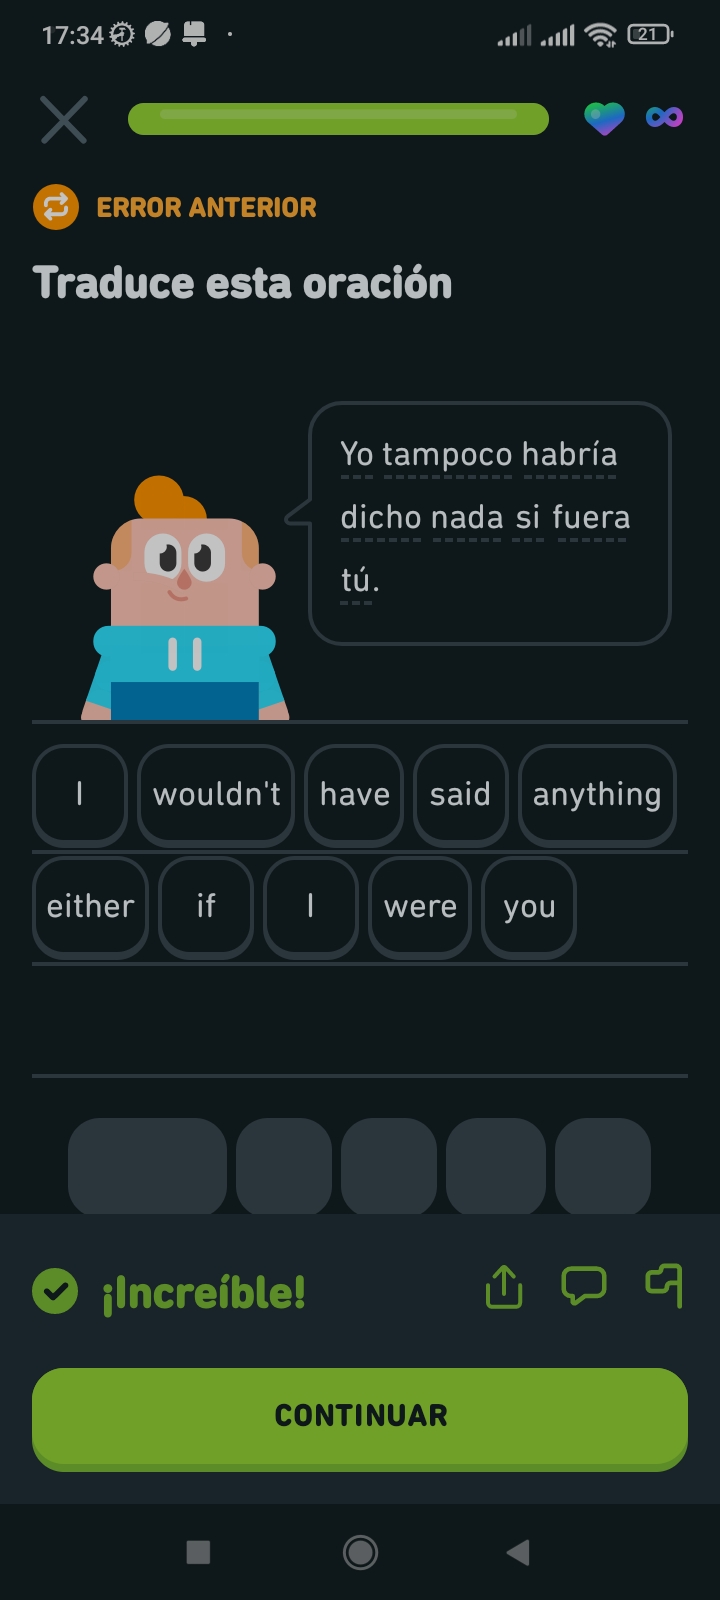 17:34
21
ERROR ANTERIOR
Traduce esta oración
Yo tampoco habría
dicho nada si fuera
tú.
I wouldn't have said anything
either if I were you
¡Increíble!
CONTINUAR